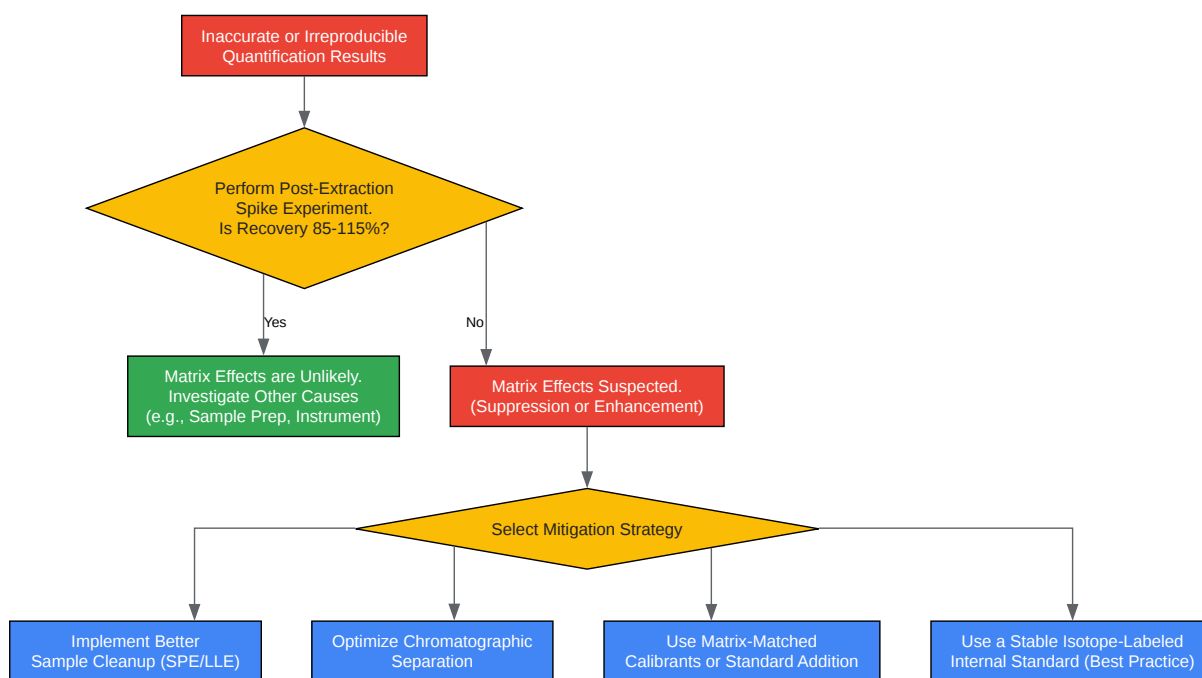 Inaccurate or Irreproducible
Quantification Results
Perform Post-Extraction
Spike Experiment.
Is Recovery 85-115%?
Yes
No
Matrix Effects are Unlikely.
Investigate Other Causes
(e.g., Sample Prep, Instrument)
Matrix Effects Suspected.
(Suppression or Enhancement)
Select Mitigation Strategy
Implement Better
Sample Cleanup (SPE/LLE)
Optimize Chromatographic
Separation
Use Matrix-Matched
Calibrants or Standard Addition
Use a Stable Isotope-Labeled
Internal Standard (Best Practice)